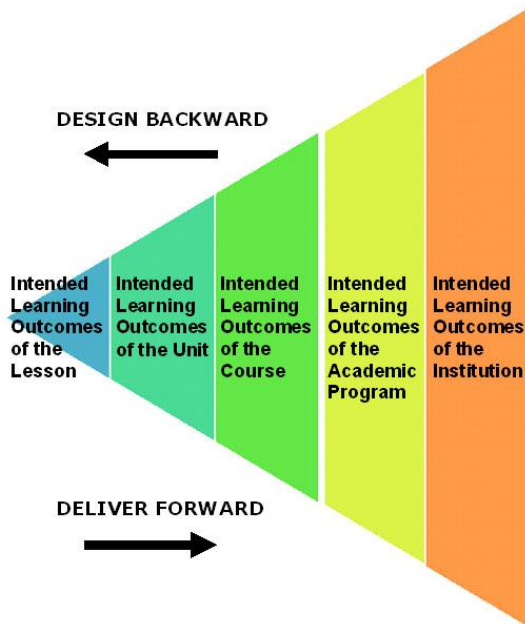 DESIGN BACKWARD
Intended
Learning
Outcomes
of the
Lesson
Intended
Learning
Outcomes
of the Unit
Intended
Learning
Outcomes
of the
Course
Intended
Learning
Outcomes
of the
Academic
Program
Intended
Learning
Outcomes
of the
Institution
DELIVER FORWARD